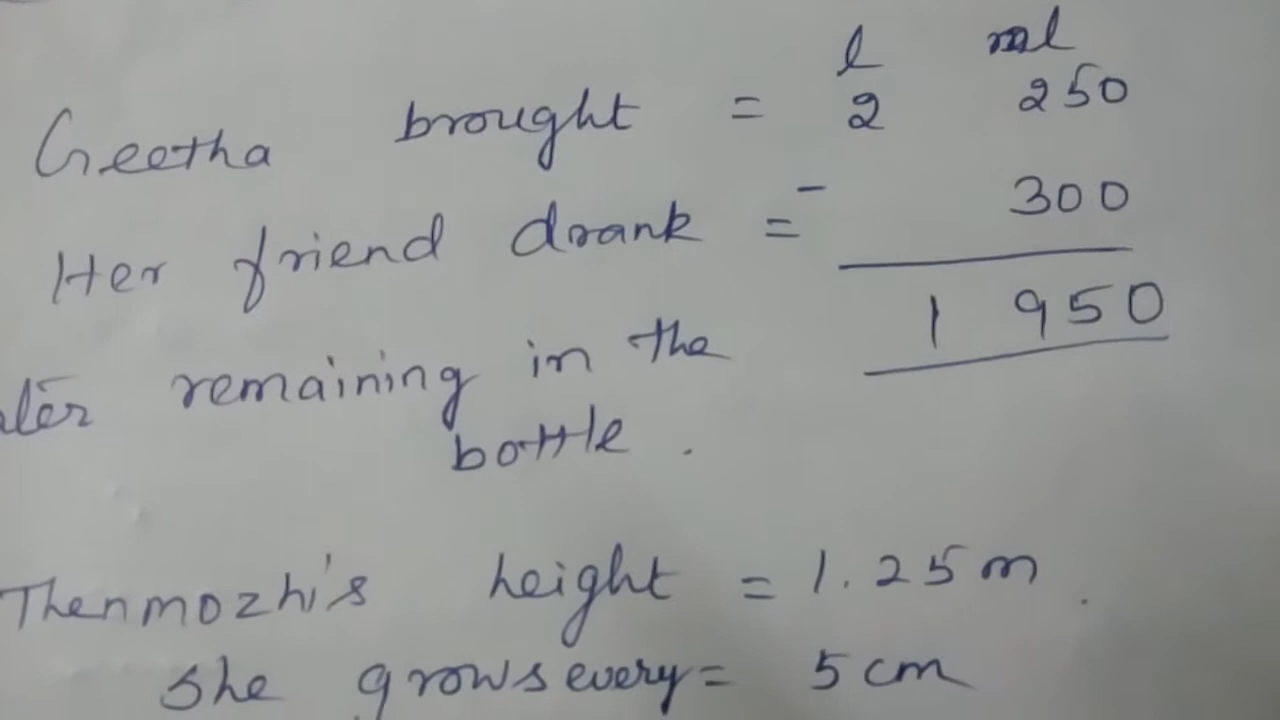 l ml
Geetha brought = 2 250
Her friend drank = - 300
remaining in the 1 950
bottle.
Thenmozhi's height = 1.25m.
she grows every = 5 cm